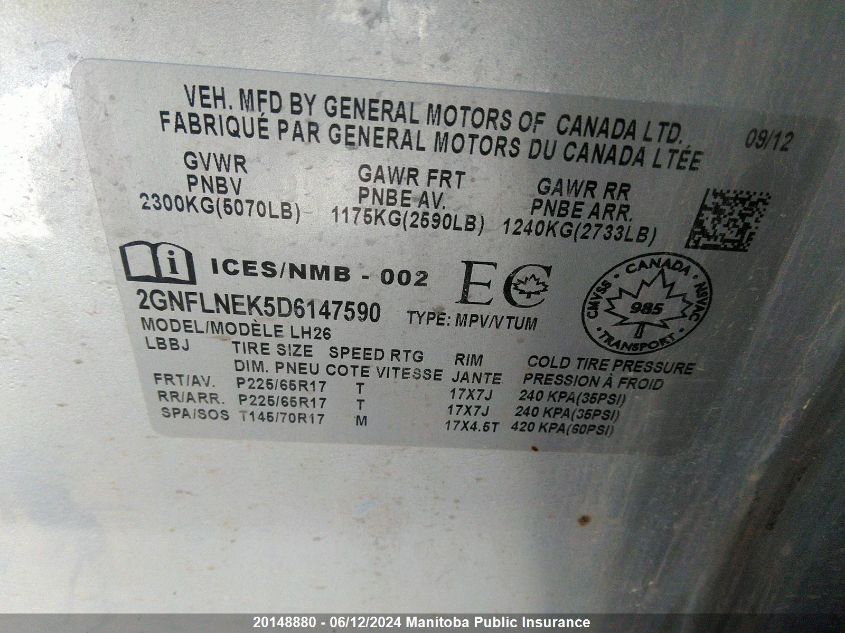 VEH. MFD BY GENERAL MOTORS OF CANADA LTD.
FABRIQUÉ PAR GENERAL MOTORS DU CANADA LTÉE
09/12
GVWR GAWR FRT GAWR RR
PNBV PNBE AV. PNBE ARR.
2300KG(5070LB) 1175KG(2590LB) 1240KG(2733LB)
i ICES/NMB - 002 EC
CANADA
CMVSS 985 NSVAC
TRANSPORT
2GNFLNEK5D6147590 TYPE: MPV/VTUM
MODEL/MODÈLE LH26
LBBJ TIRE SIZE SPEED RTG RIM COLD TIRE PRESSURE
DIM. PNEU COTE VITESSE JANTE PRESSION À FROID
FRT/AV. P225/65R17 T 17X7J 240 KPA(35PSI)
RR/ARR. P225/65R17 T 17X7J 240 KPA(35PSI)
SPA/SOS T145/70R17 M 17X4.5T 420 KPA(60PSI)
20148880 - 06/12/2024 Manitoba Public Insurance